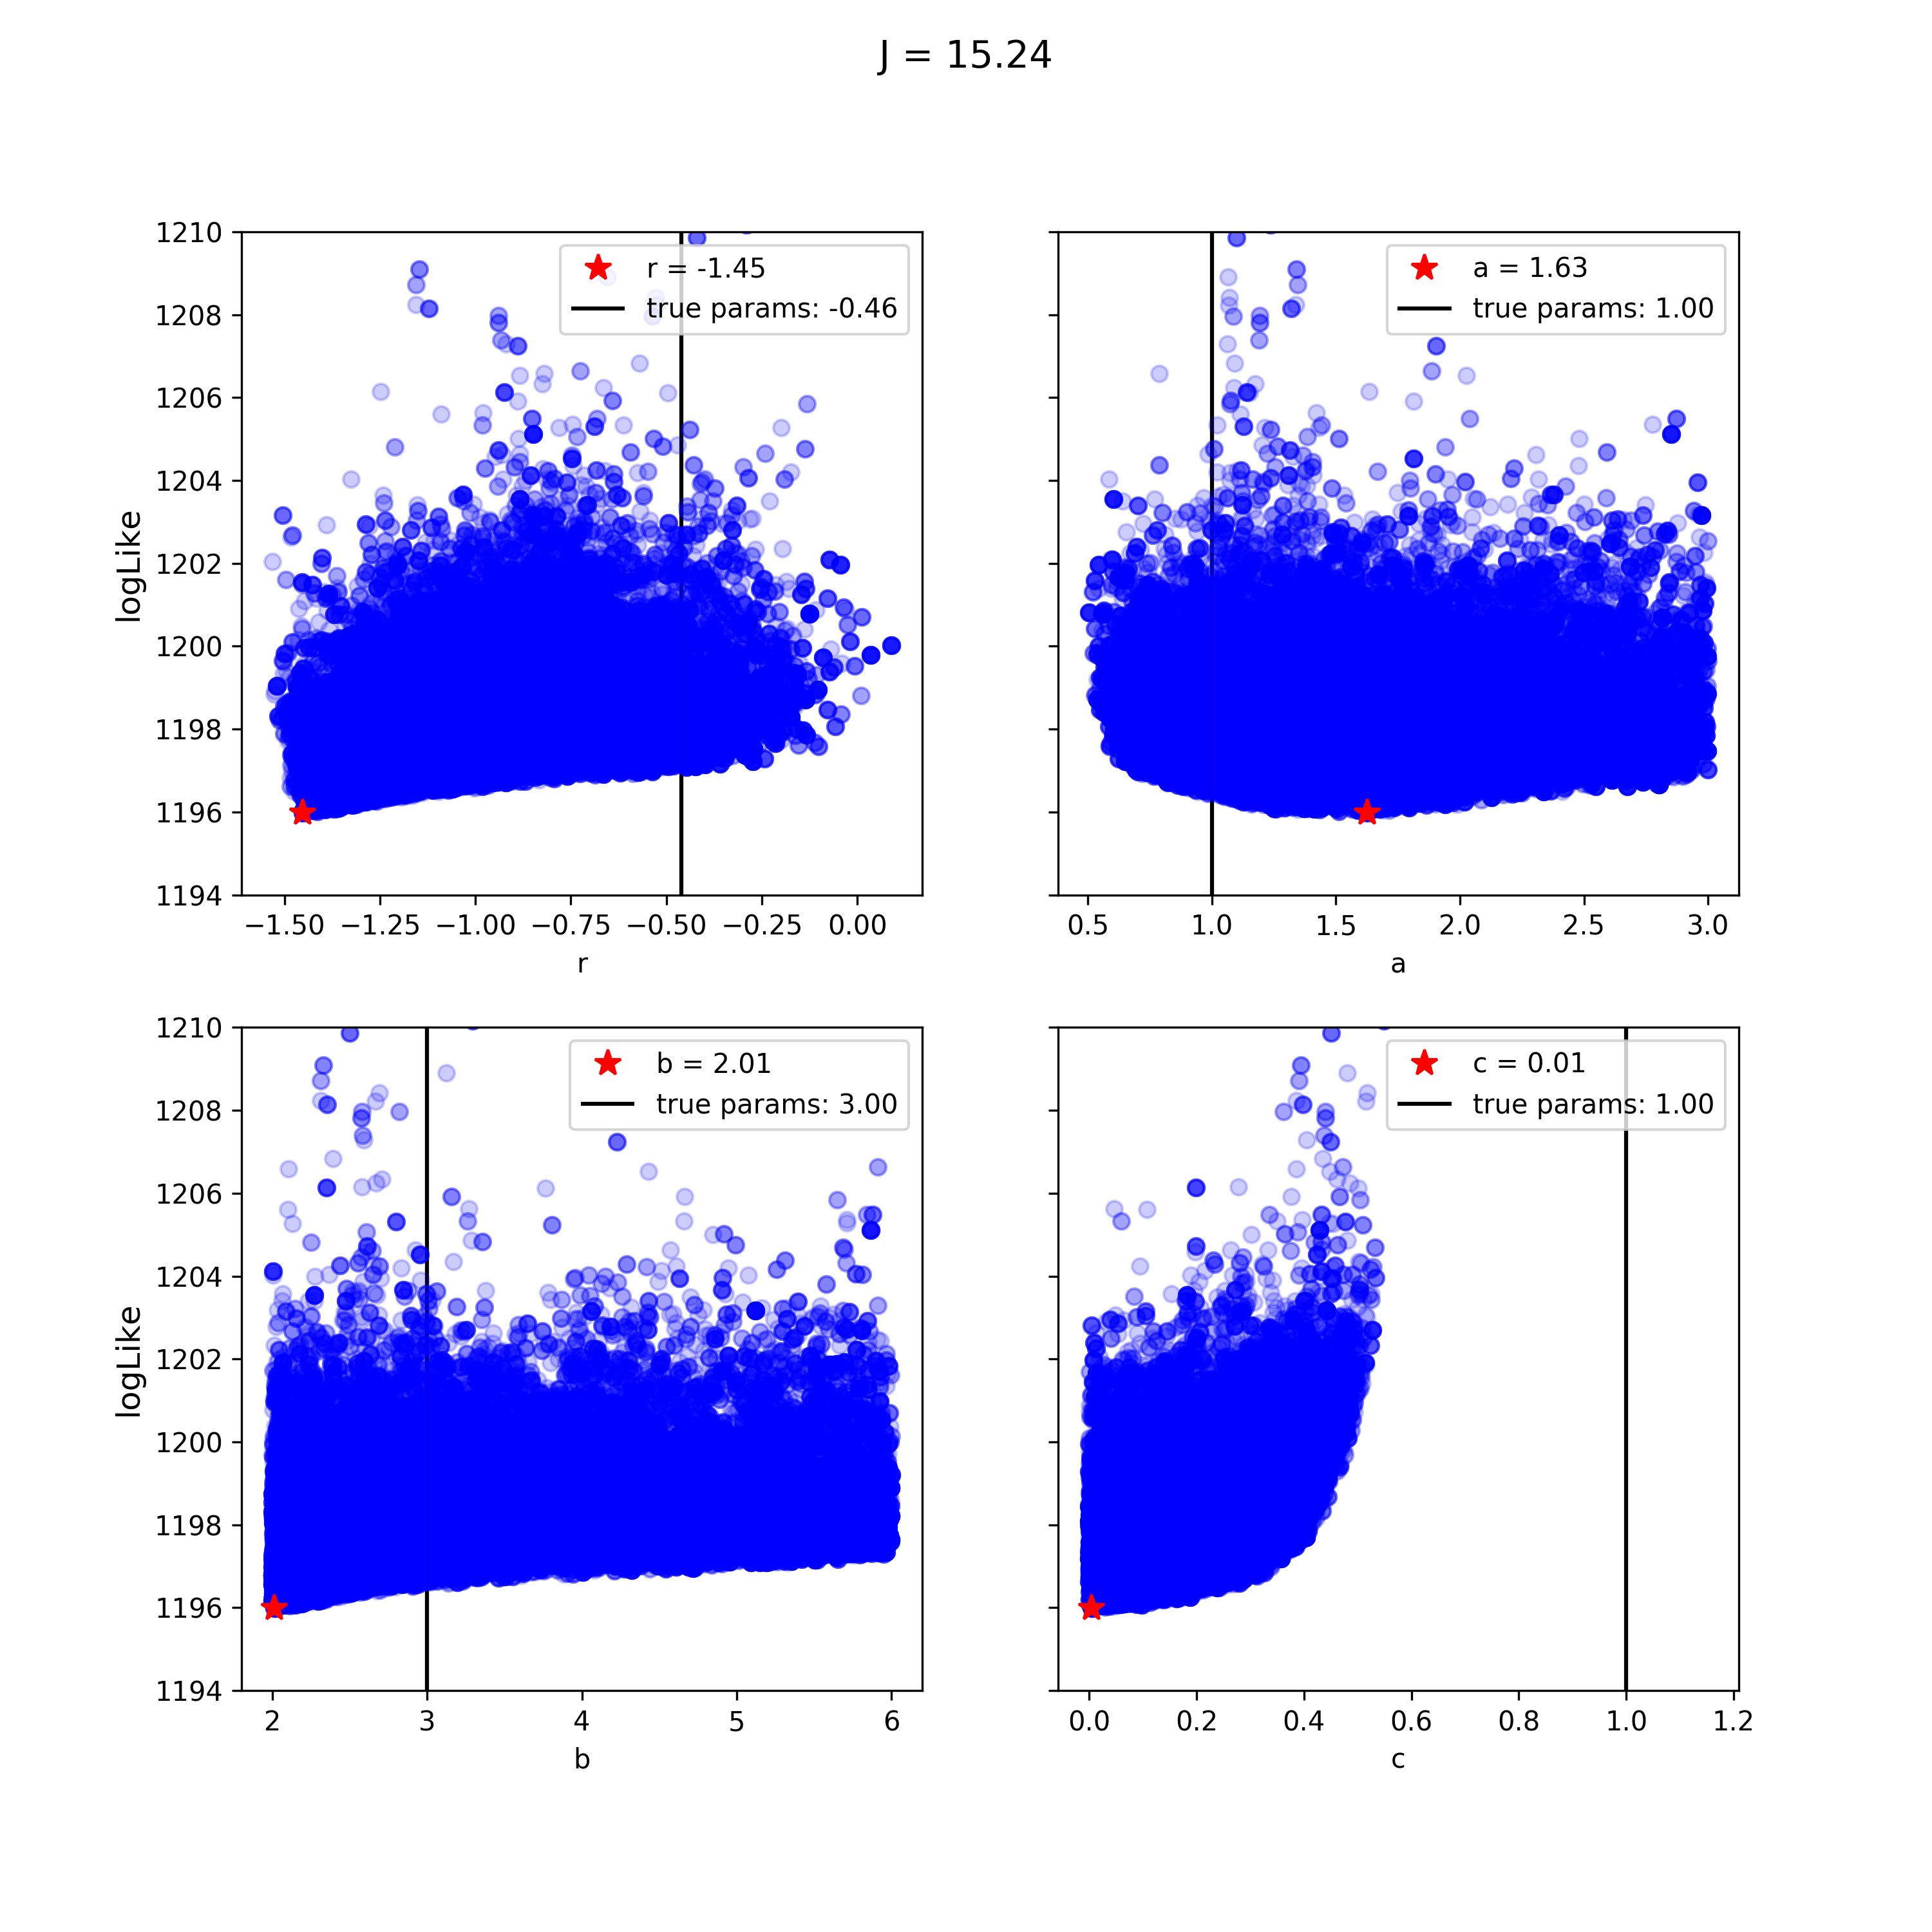 J = 15.24
1210
1208
1206
1204
1202
1200
1198
1196
1194
logLike
r = -1.45
true params: -0.46
−1.50 −1.25 −1.00 −0.75 −0.50 −0.25 0.00
r
a = 1.63
true params: 1.00
0.5 1.0 1.5 2.0 2.5 3.0
a
1210
1208
1206
1204
1202
1200
1198
1196
1194
logLike
b = 2.01
true params: 3.00
2 3 4 5 6
b
c = 0.01
true params: 1.00
0.0 0.2 0.4 0.6 0.8 1.0 1.2
c